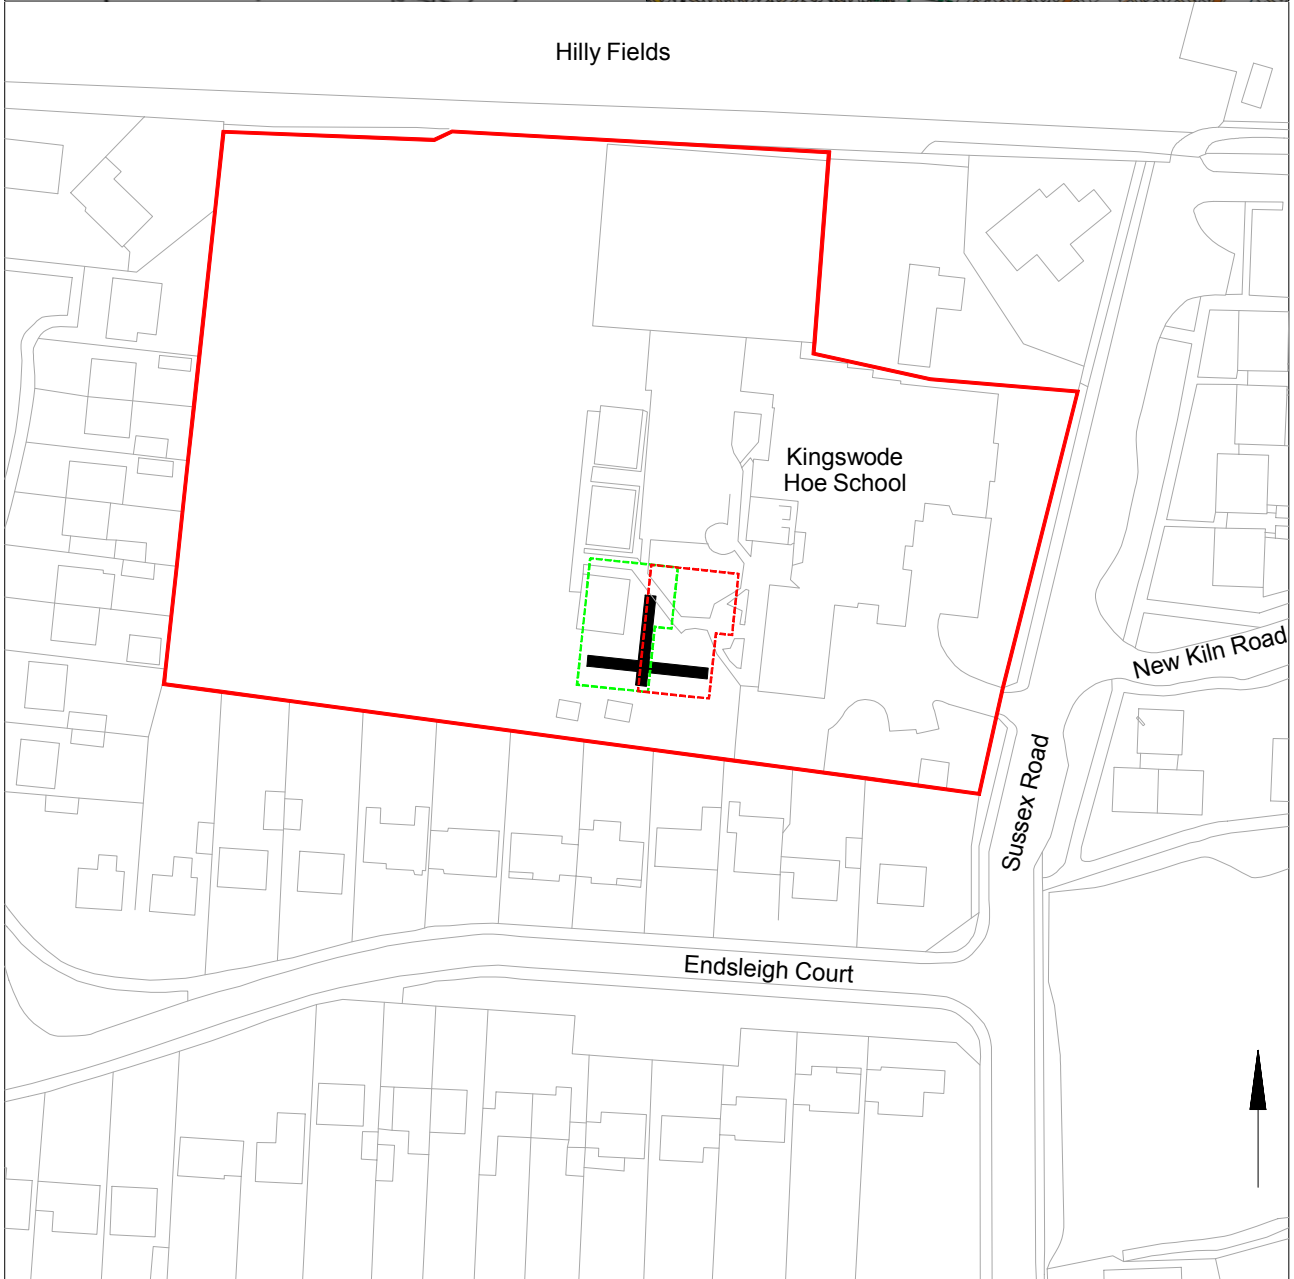 Hilly Fields
Kingswode
Hoe School
New Kiln Road
Sussex Road
Endsleigh Court